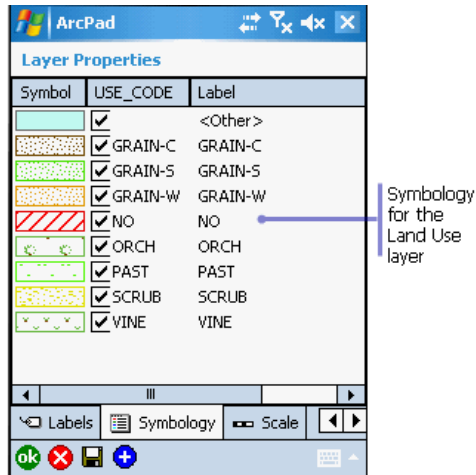 ArcPad
Layer Properties
Symbol USE_CODE Label
<Other>
GRAIN-C GRAIN-C
GRAIN-S GRAIN-S
GRAIN-W GRAIN-W
NO NO
ORCH ORCH
PAST PAST
SCRUB SCRUB
VINE VINE
Symbology
for the
Land Use
layer
Labels Symbology Scale
ok